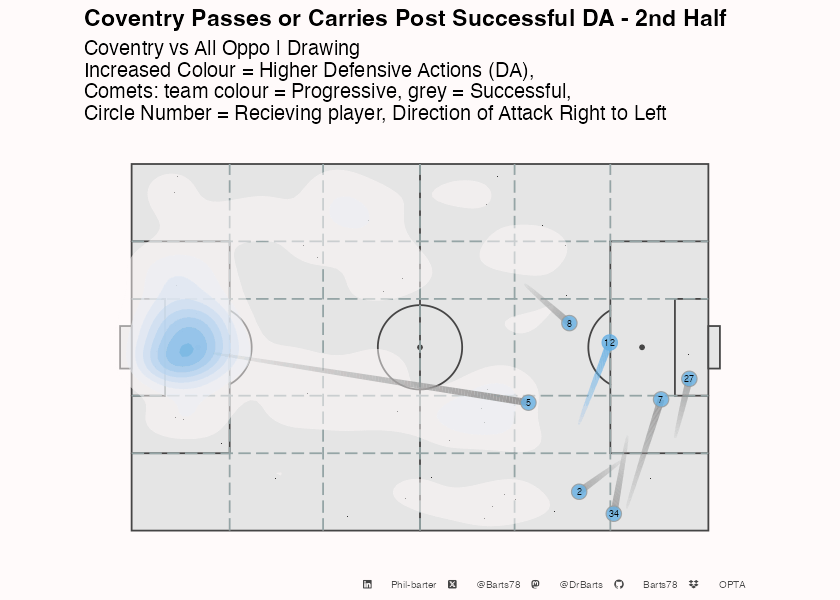 Coventry Passes or Carries Post Successful DA - 2nd Half
Coventry vs All Oppo | Drawing
Increased Colour = Higher Defensive Actions (DA),
Comets: team colour = Progressive, grey = Successful,
Circle Number = Recieving player, Direction of Attack Right to Left
8
12
27
7
5
2
34
Phil-barter @Barts78 @DrBarts Barts78 OPTA